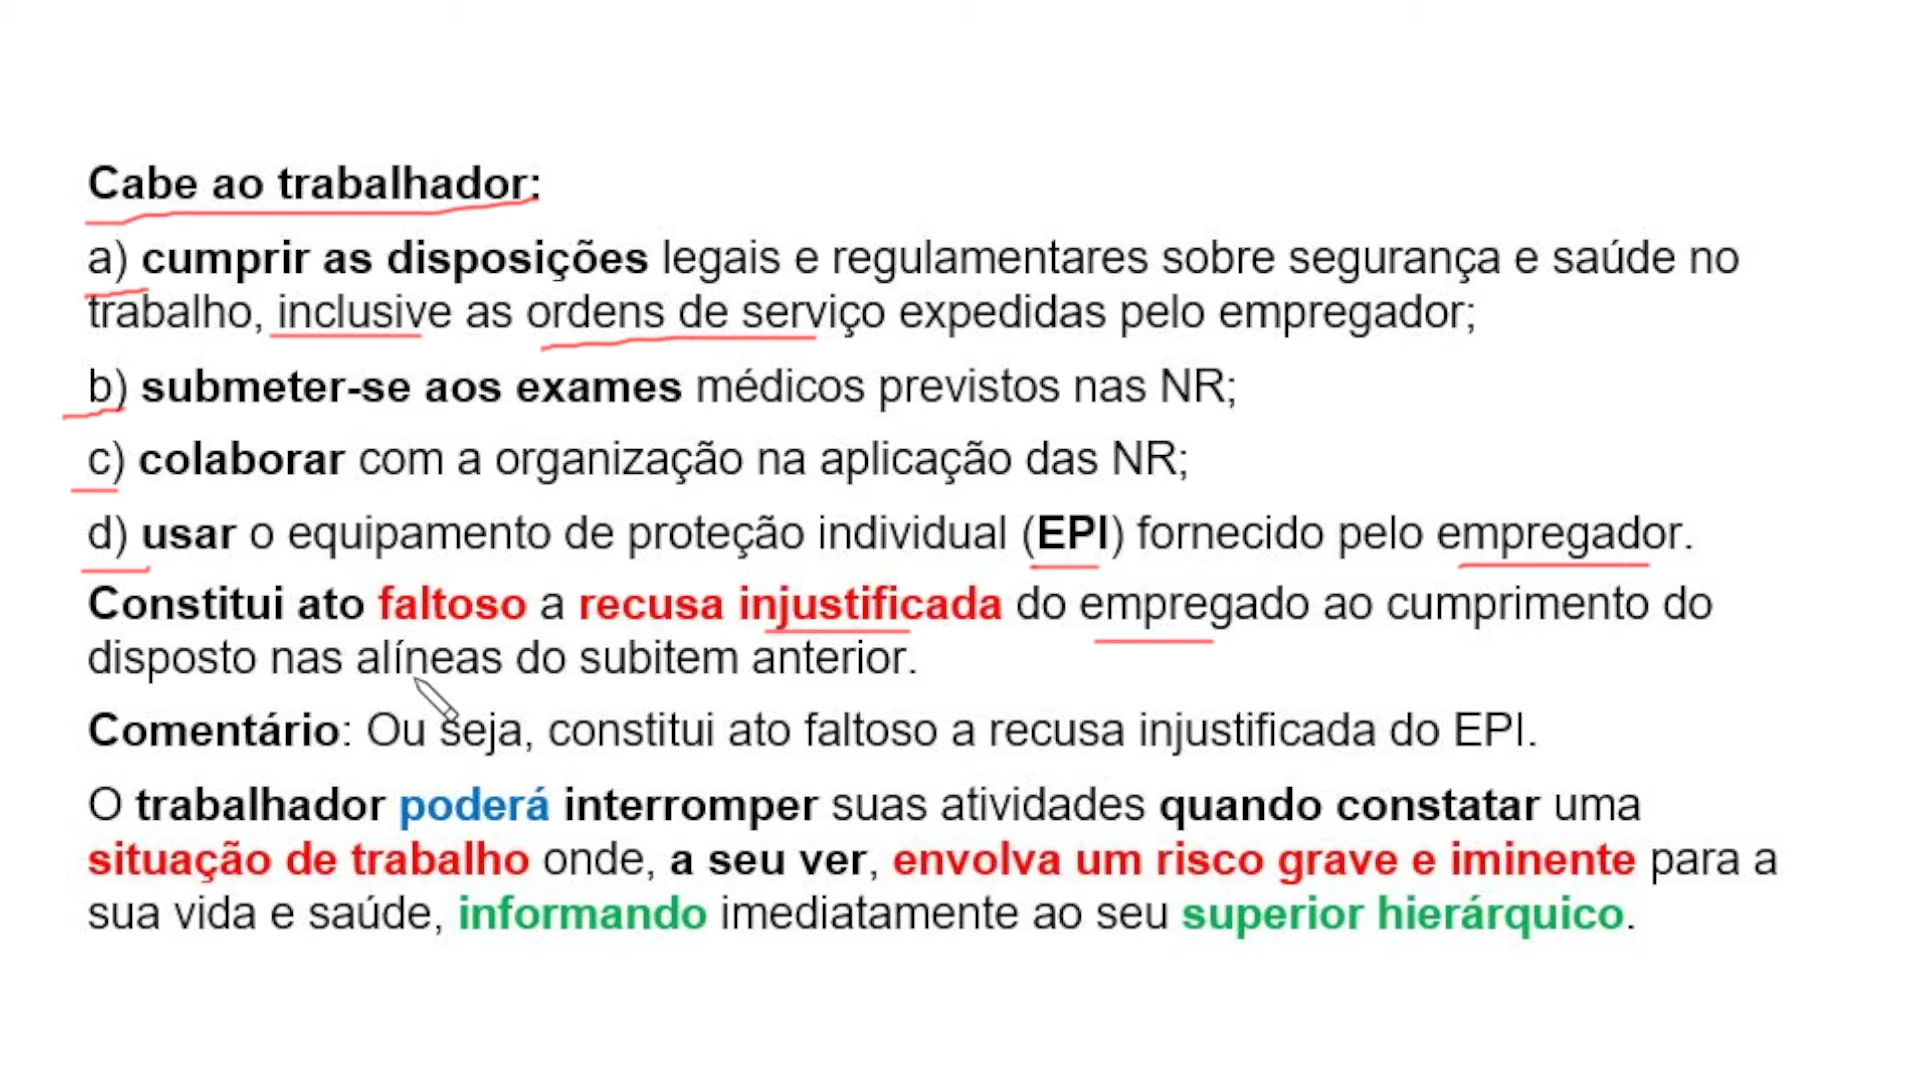 Cabe ao trabalhador:
a) cumprir as disposições legais e regulamentares sobre segurança e saúde no
trabalho, inclusive as ordens de serviço expedidas pelo empregador;
b) submeter-se aos exames médicos previstos nas NR;
c) colaborar com a organização na aplicação das NR;
d) usar o equipamento de proteção individual (EPI) fornecido pelo empregador.
Constitui ato faltoso a recusa injustificada do empregado ao cumprimento do
disposto nas alíneas do subitem anterior.
Comentário: Ou seja, constitui ato faltoso a recusa injustificada do EPI.
O trabalhador poderá interromper suas atividades quando constatar uma
situação de trabalho onde, a seu ver, envolva um risco grave e iminente para a
sua vida e saúde, informando imediatamente ao seu superior hierárquico.